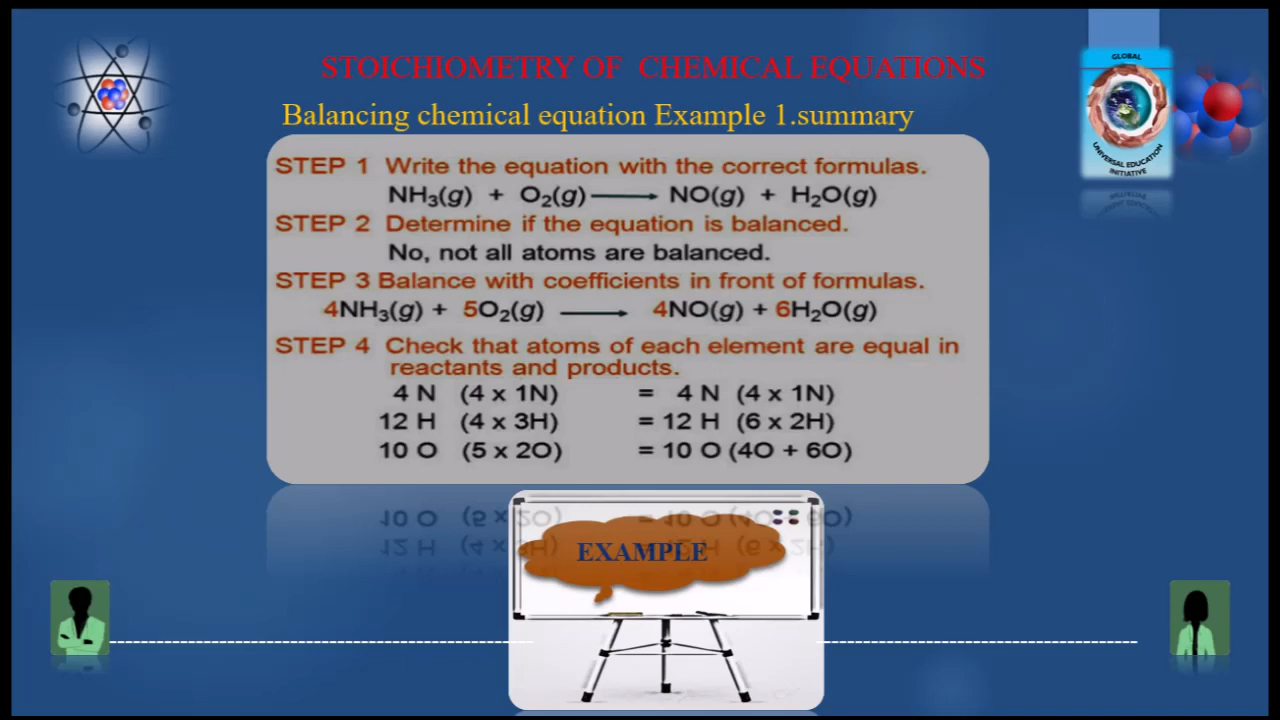 STOICHIOMETRY OF CHEMICAL EQUATIONS
GLOBAL
UNIVERSAL EDUCATION
INITIATIVE
Balancing chemical equation Example 1.summary
STEP 1 Write the equation with the correct formulas.
NH₃(g) + O₂(g) ⟶ NO(g) + H₂O(g)
STEP 2 Determine if the equation is balanced.
No, not all atoms are balanced.
STEP 3 Balance with coefficients in front of formulas.
4NH₃(g) + 5O₂(g) ⟶ 4NO(g) + 6H₂O(g)
STEP 4 Check that atoms of each element are equal in
reactants and products.
4 N (4 x 1N) = 4 N (4 x 1N)
12 H (4 x 3H) = 12 H (6 x 2H)
10 O (5 x 2O) = 10 O (4O + 6O)
EXAMPLE